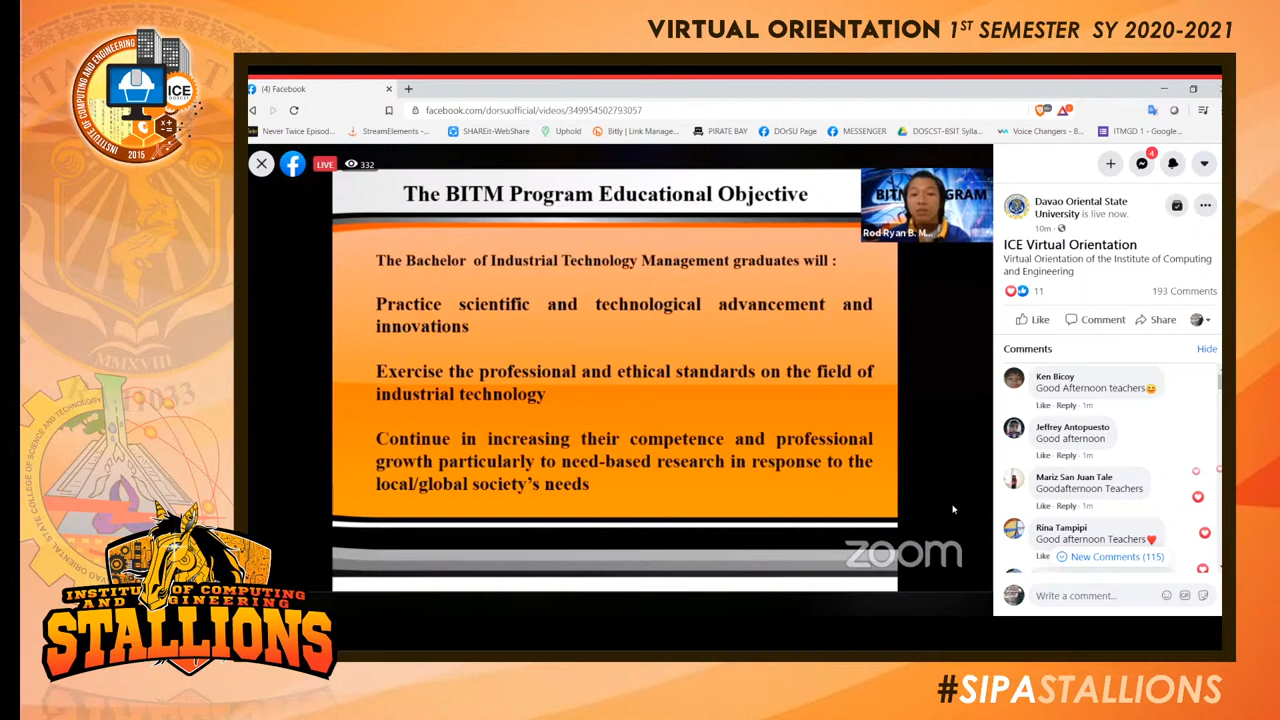 VIRTUAL ORIENTATION 1ST SEMESTER SY 2020-2021
INSTITUTE OF COMPUTING AND ENGINEERING
ICE
DOSCST
2015
(4) Facebook
facebook.com/dorsuofficial/videos/349954502793057
Never Twice Episod...
StreamElements -...
SHAREit-WebShare
Uphold
Bitly | Link Manage...
PIRATE BAY
DOrSU Page
MESSENGER
DOSCST-BSIT Sylla...
Voice Changers - B...
ITMGD 1 - Google...
LIVE
332
The BITM Program Educational Objective
The Bachelor of Industrial Technology Management graduates will :
Practice scientific and technological advancement and
innovations
Exercise the professional and ethical standards on the field of
industrial technology
Continue in increasing their competence and professional
growth particularly to need-based research in response to the
local/global society's needs
Rod Ryan B. M...
zoom
4
Davao Oriental State
University is live now.
10m
ICE Virtual Orientation
Virtual Orientation of the Institute of Computing
and Engineering
11
193 Comments
Like
Comment
Share
Comments
Hide
Ken Bicoy
Good Afternoon teachers😊
Like · Reply · 1m
Jeffrey Antopuesto
Good afternoon
Like · Reply · 1m
Mariz San Juan Tale
Goodafternoon Teachers
Like · Reply · 1m
Rina Tampipi
Good afternoon Teachers❤️
Like
New Comments (115)
Write a comment...
MMXVIII
INSTITUTE OF COMPUTING
AND ENGINEERING
STALLIONS
#SIPASTALLIONS